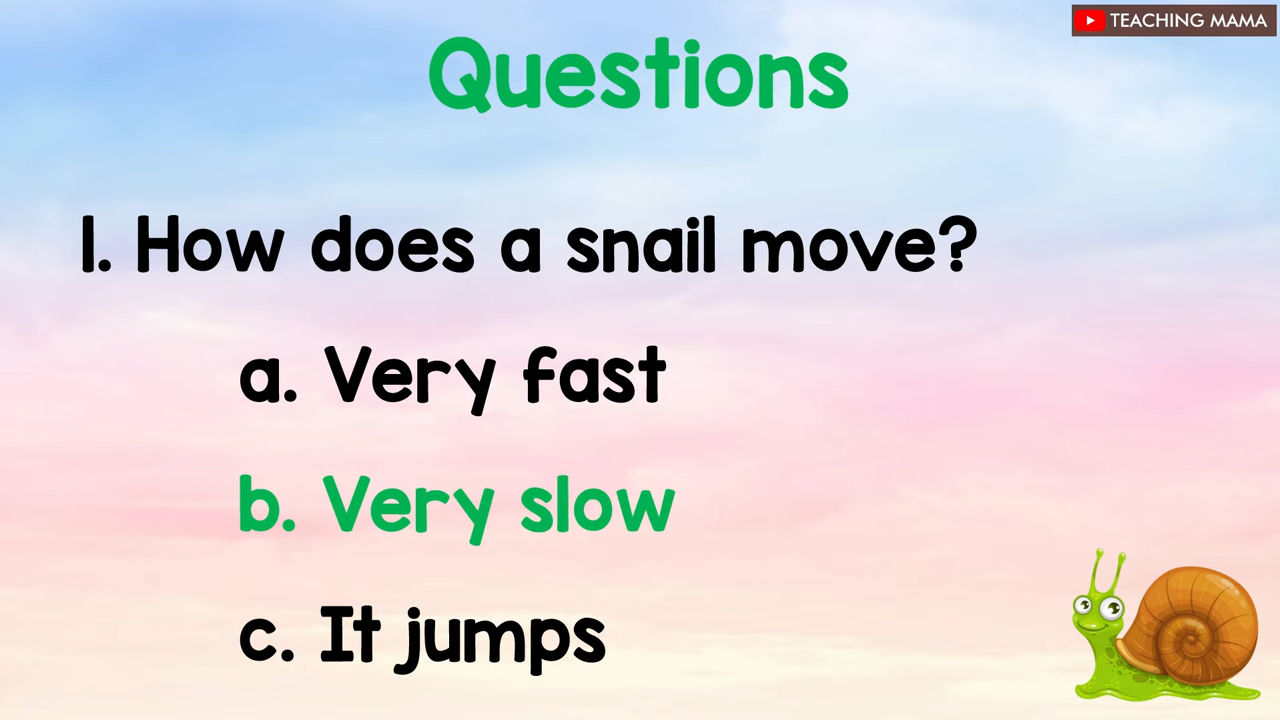 TEACHING MAMA
Questions
1. How does a snail move?
a. Very fast
b. Very slow
c. It jumps